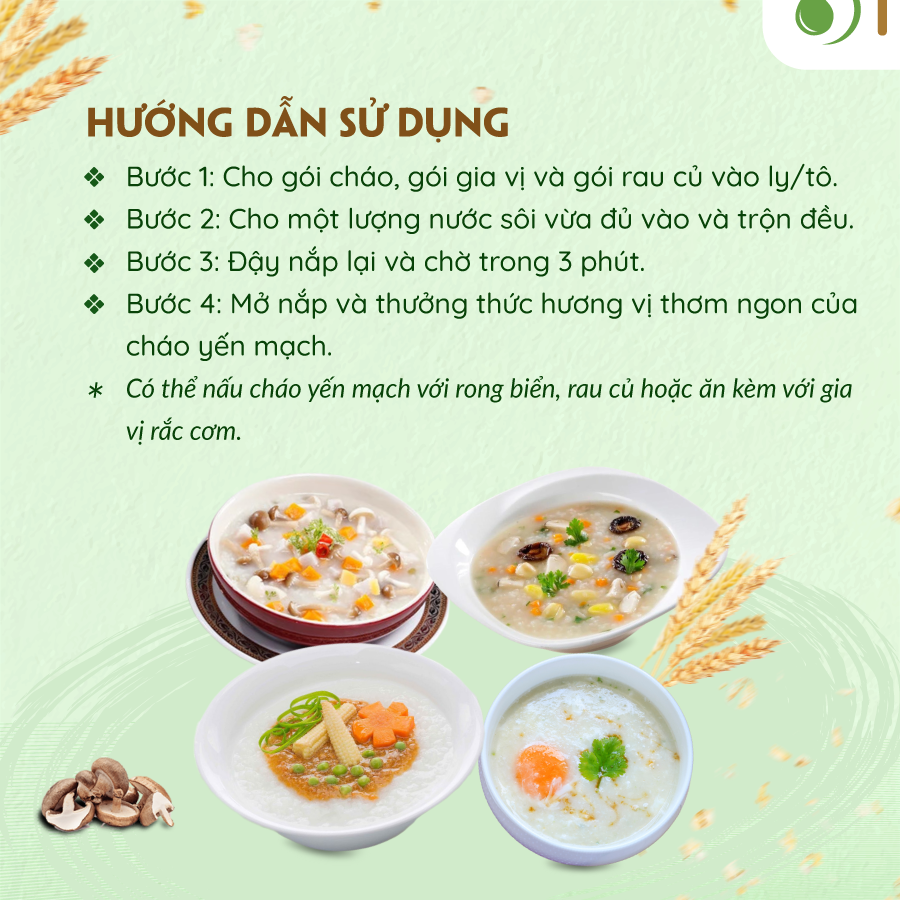 HƯỚNG DẪN SỬ DỤNG
❖ Bước 1: Cho gói cháo, gói gia vị và gói rau củ vào ly/tô.
❖ Bước 2: Cho một lượng nước sôi vừa đủ vào và trộn đều.
❖ Bước 3: Đậy nắp lại và chờ trong 3 phút.
❖ Bước 4: Mở nắp và thưởng thức hương vị thơm ngon của
cháo yến mạch.
* Có thể nấu cháo yến mạch với rong biển, rau củ hoặc ăn kèm với gia
vị rắc cơm.